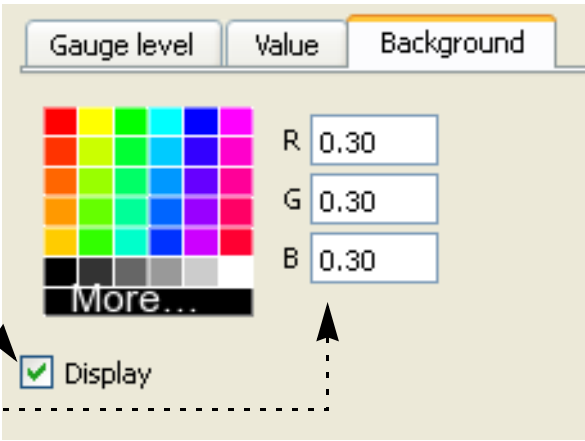 Gauge level Value Background
R 0.30
G 0.30
B 0.30
More...
Display